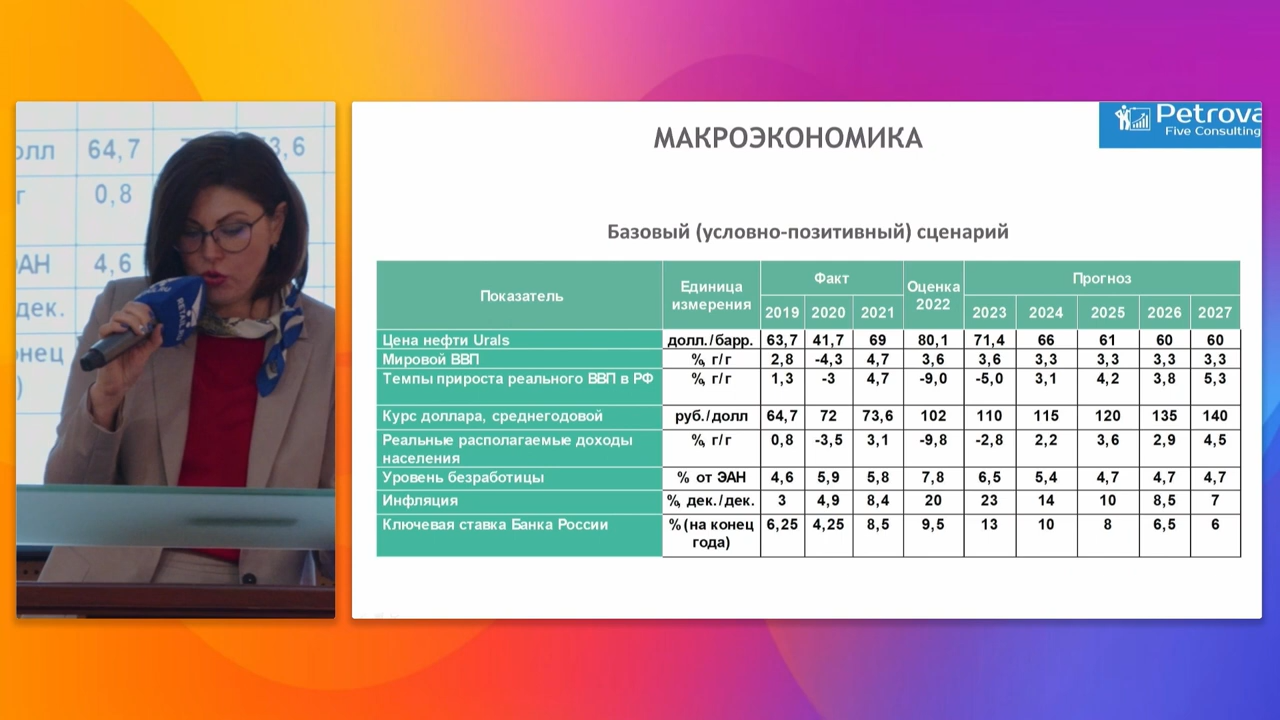 олл 64,7 3,6
г 0,8
ЭАН 4,6
дек.
онец
)
Petrova
Five Consulting
МАКРОЭКОНОМИКА
Базовый (условно-позитивный) сценарий
Показатель Единица измерения Факт Оценка 2022 Прогноз
2019 2020 2021 2023 2024 2025 2026 2027
Цена нефти Urals долл./барр. 63,7 41,7 69 80,1 71,4 66 61 60 60
Мировой ВВП %, г/г 2,8 -4,3 4,7 3,6 3,6 3,3 3,3 3,3 3,3
Темпы прироста реального ВВП в РФ %, г/г 1,3 -3 4,7 -9,0 -5,0 3,1 4,2 3,8 5,3
Курс доллара, среднегодовой руб./долл 64,7 72 73,6 102 110 115 120 135 140
Реальные располагаемые доходы %, г/г 0,8 -3,5 3,1 -9,8 -2,8 2,2 3,6 2,9 4,5
населения
Уровень безработицы % от ЭАН 4,6 5,9 5,8 7,8 6,5 5,4 4,7 4,7 4,7
Инфляция %, дек./дек. 3 4,9 8,4 20 23 14 10 8,5 7
Ключевая ставка Банка России % (на конец 6,25 4,25 8,5 9,5 13 10 8 6,5 6
года)